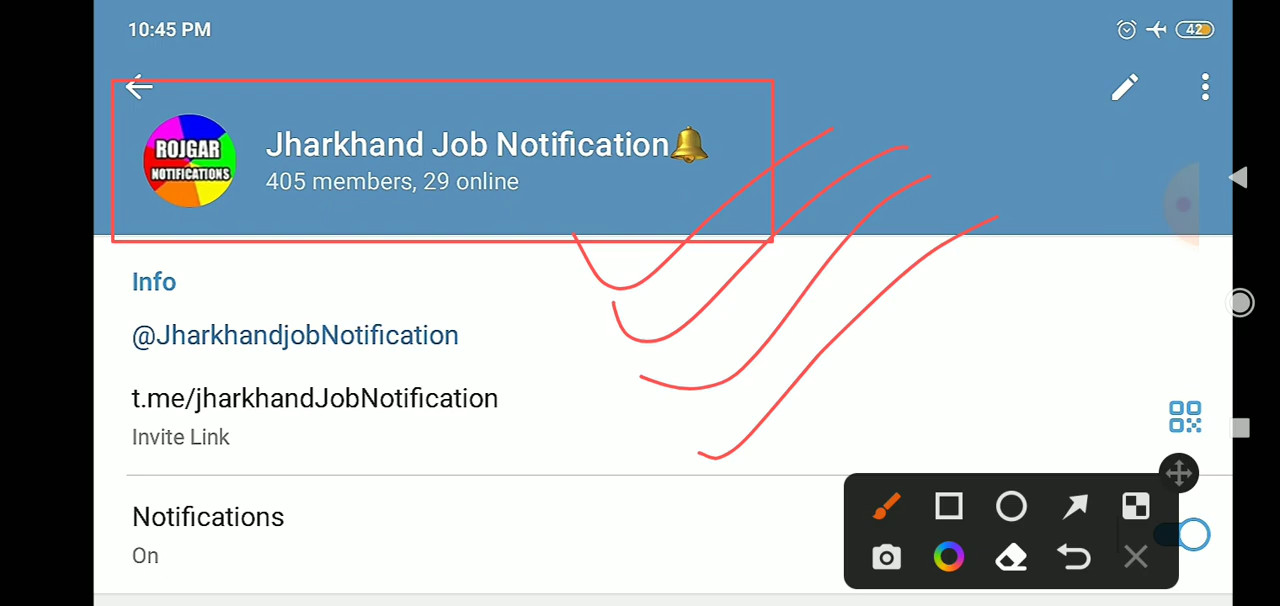 10:45 PM
42
ROJGAR
NOTIFICATIONS
Jharkhand Job Notification🔔
405 members, 29 online
Info
@JharkhandjobNotification
t.me/jharkhandJobNotification
Invite Link
Notifications
On